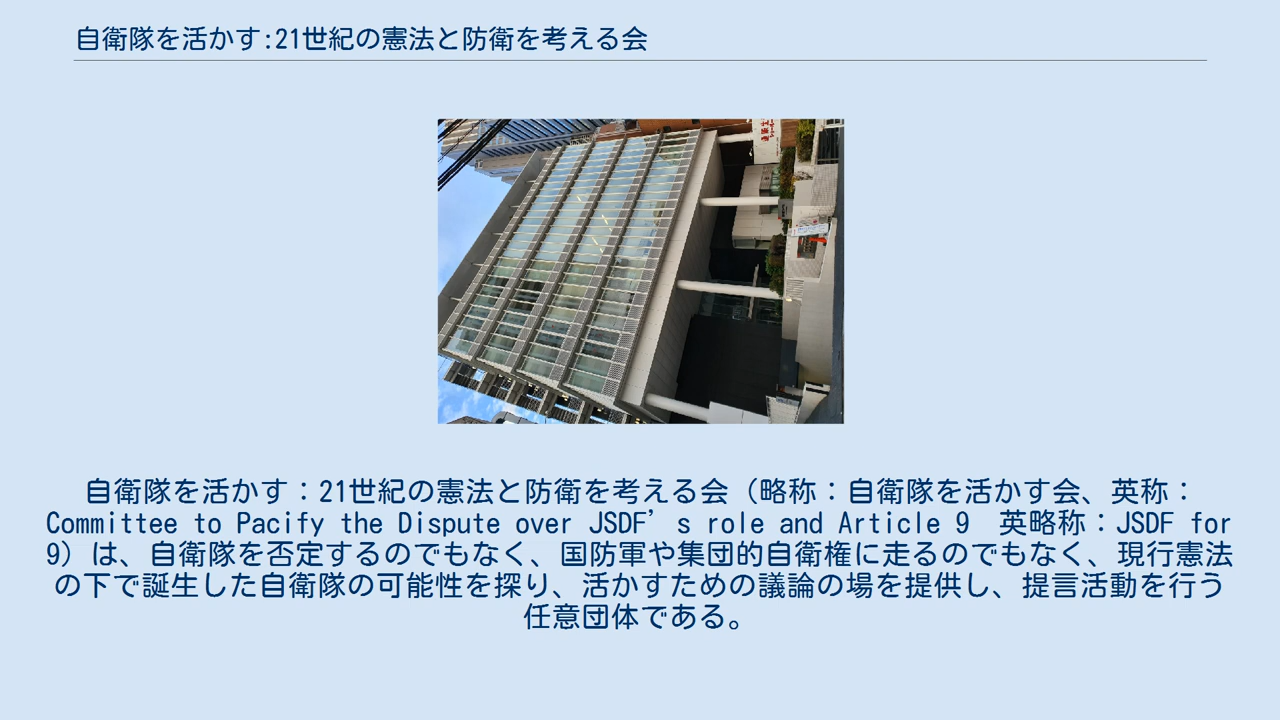 自衛隊を活かす:21世紀の憲法と防衛を考える会
自衛隊を活かす：21世紀の憲法と防衛を考える会（略称：自衛隊を活かす会、英称：
Committee to Pacify the Dispute over JSDF’s role and Article 9　英略称：JSDF for
9）は、自衛隊を否定するのでもなく、国防軍や集団的自衛権に走るのでもなく、現行憲法
の下で誕生した自衛隊の可能性を探り、活かすための議論の場を提供し、提言活動を行う
任意団体である。